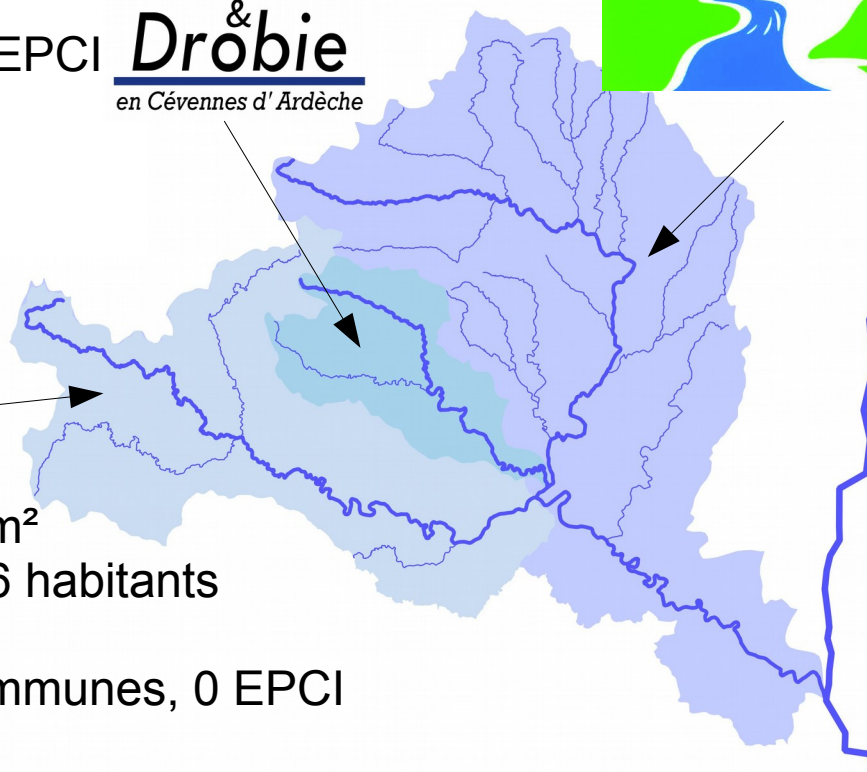 &
EPCI Drobie
en Cévennes d'Ardèche
m²
6 habitants
mmunes, 0 EPCI